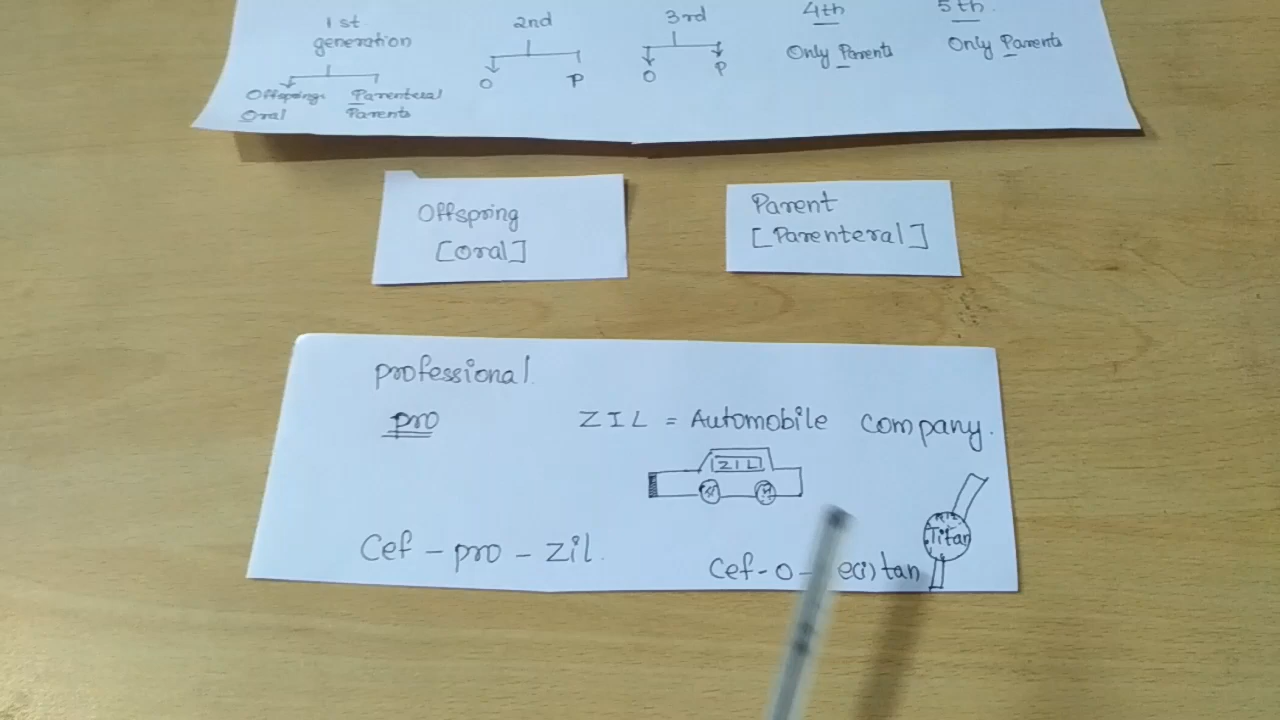 1st
generation
Offsprings
Parenteral
Oral
Parents
2nd
O
P
3rd
O
P
4th
Only Parents
5th.
Only Parents
Offspring
[Oral]
Parent
[Parenteral]
professional.
pro
ZIL = Automobile company.
ZIL
Cef - pro - zil.
Titan
Cef - O -
tan